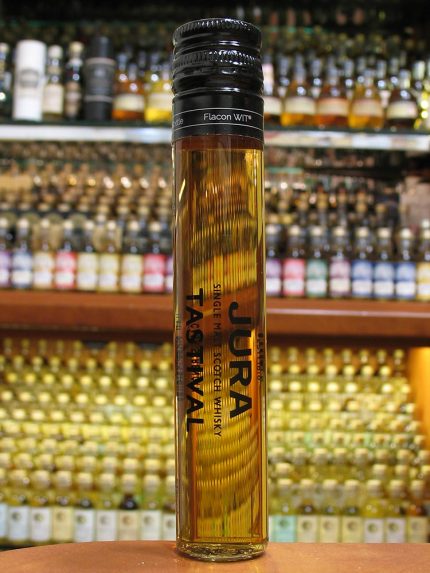 Flacon WIT®
JURA
SINGLE MALT SCOTCH WHISKY
TASTIVAL